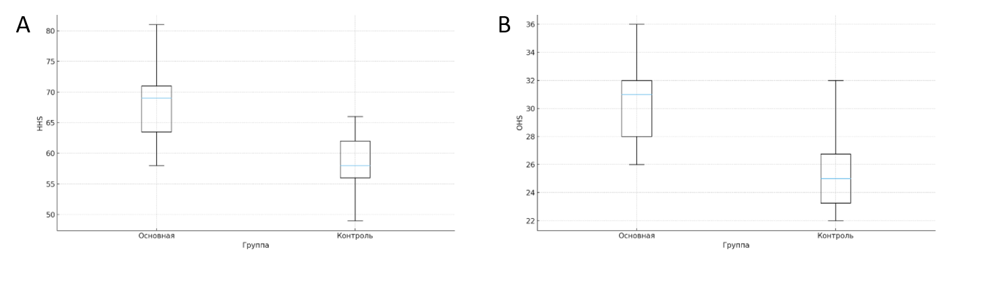 A
80
75
70
65
60
55
50
HHS
Основная
Контроль
Группа
B
36
34
32
30
28
26
24
22
OHS
Основная
Контроль
Группа